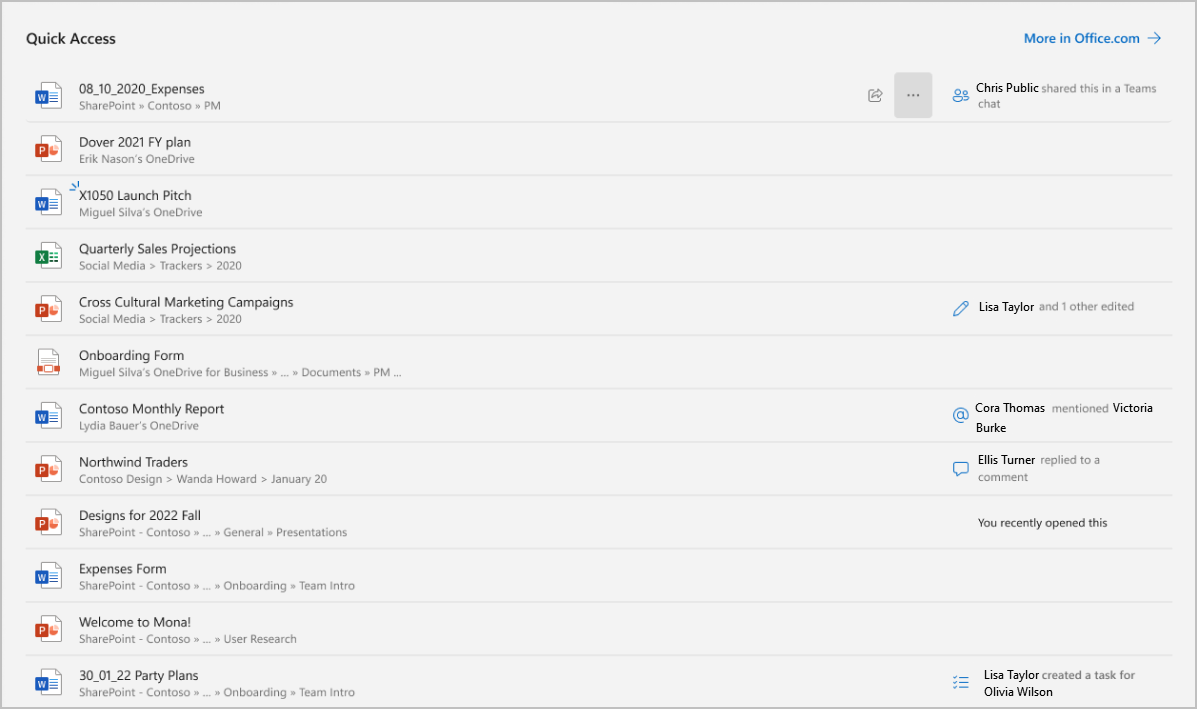 Quick Access
More in Office.com →
08_10_2020_Expenses
SharePoint » Contoso » PM
Chris Public shared this in a Teams
chat
Dover 2021 FY plan
Erik Nason's OneDrive
X1050 Launch Pitch
Miguel Silva's OneDrive
Quarterly Sales Projections
Social Media > Trackers > 2020
Cross Cultural Marketing Campaigns
Social Media > Trackers > 2020
Lisa Taylor and 1 other edited
Onboarding Form
Miguel Silva's OneDrive for Business » ... » Documents » PM ...
Contoso Monthly Report
Lydia Bauer's OneDrive
Cora Thomas mentioned Victoria
Burke
Northwind Traders
Contoso Design > Wanda Howard > January 20
Ellis Turner replied to a
comment
Designs for 2022 Fall
SharePoint - Contoso » ... » General » Presentations
You recently opened this
Expenses Form
SharePoint - Contoso » ... » Onboarding » Team Intro
Welcome to Mona!
SharePoint - Contoso » ... » User Research
30_01_22 Party Plans
SharePoint - Contoso » ... » Onboarding » Team Intro
Lisa Taylor created a task for
Olivia Wilson